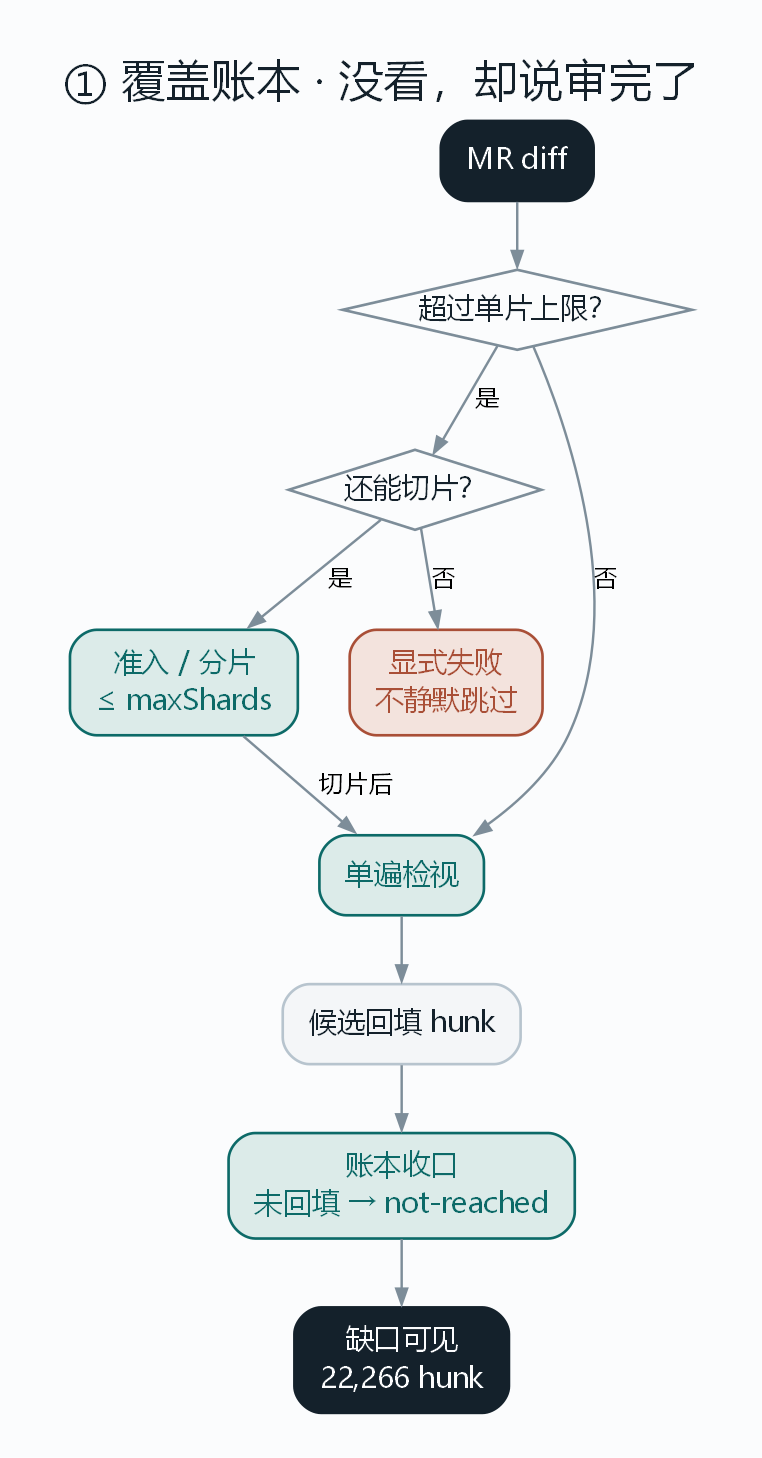 ① 覆盖账本 · 没看，却说审完了
MR diff
超过单片上限?
是
还能切片?
是
否
否
准入 / 分片
≤ maxShards
显式失败
不静默跳过
切片后
单遍检视
候选回填 hunk
账本收口
未回填 → not-reached
缺口可见
22,266 hunk